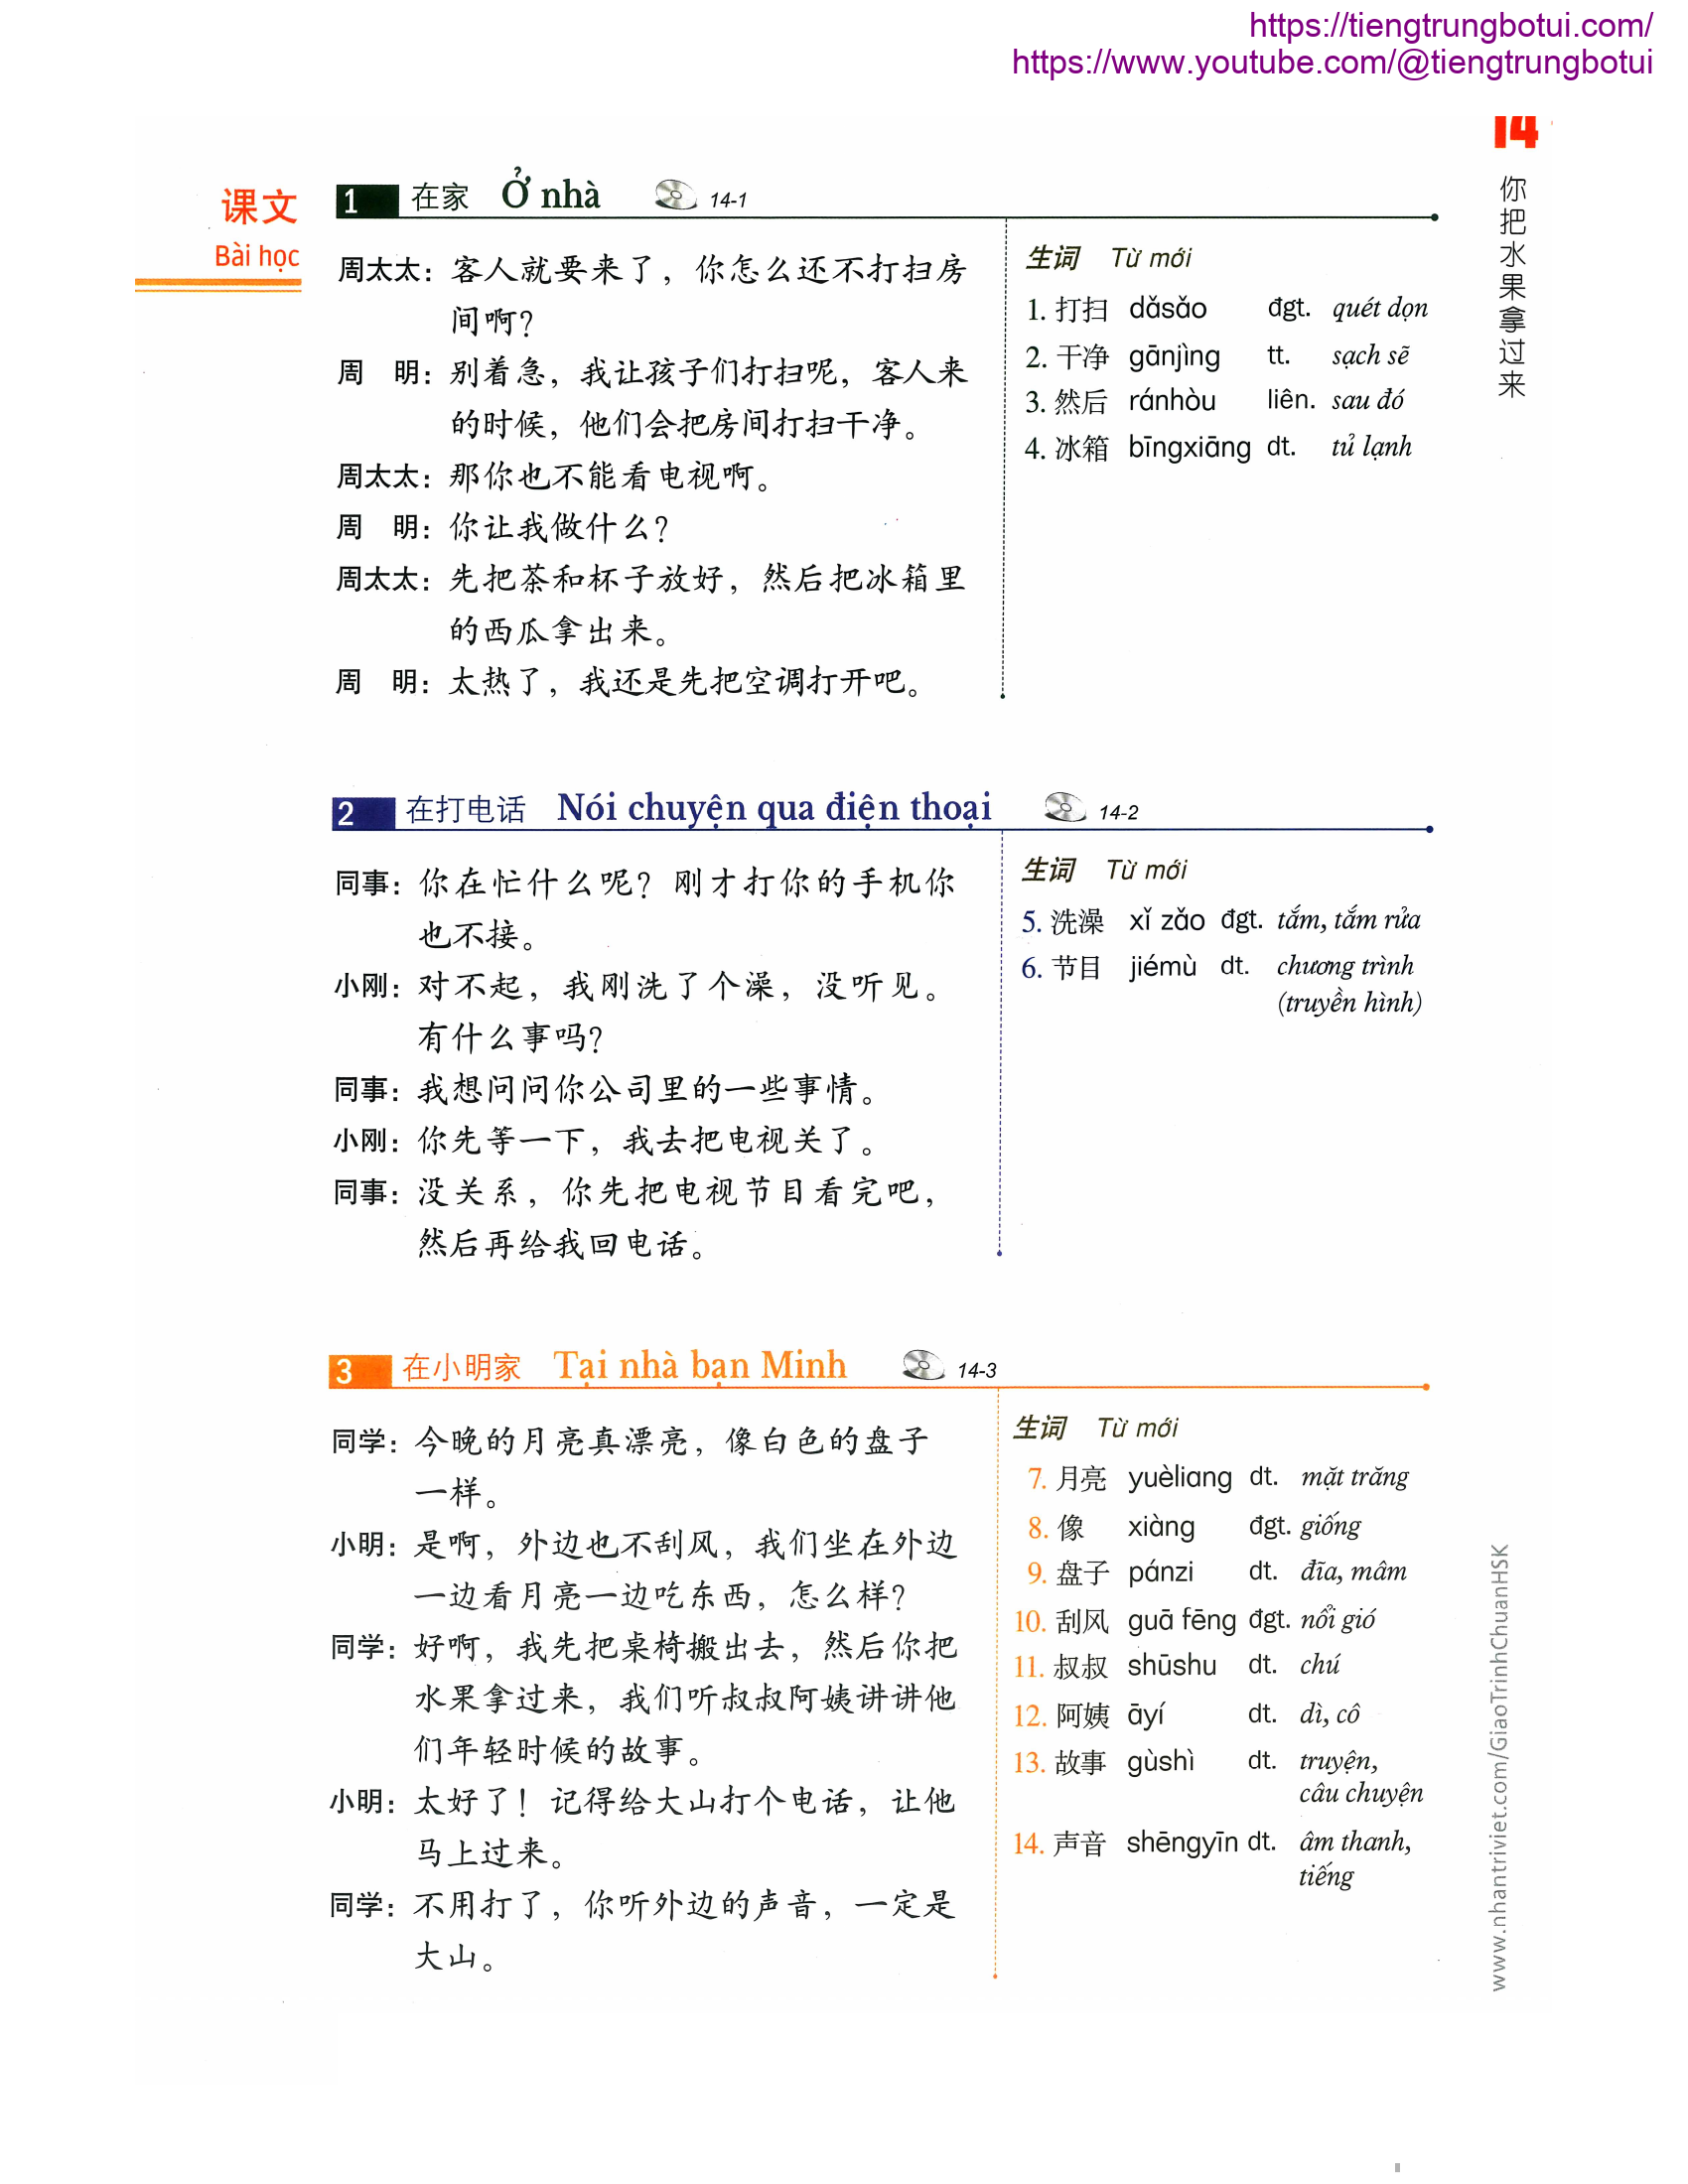 https://tiengtrungbotui.com/
https://www.youtube.com/@tiengtrungbotui
14
你把水果拿过来
课文
Bài học
1 在家 Ở nhà 14-1
周太太：客人就要来了，你怎么还不打扫房
间啊？
周 明：别着急，我让孩子们打扫呢，客人来
的时候，他们会把房间打扫干净。
周太太：那你也不能看电视啊。
周 明：你让我做什么？
周太太：先把茶和杯子放好，然后把冰箱里
的西瓜拿出来。
周 明：太热了，我还是先把空调打开吧。
生词 Từ mới
1. 打扫 dǎsǎo đgt. quét dọn
2. 干净 gānjìng tt. sạch sẽ
3. 然后 ránhòu liên. sau đó
4. 冰箱 bīngxiāng dt. tủ lạnh
2 在打电话 Nói chuyện qua điện thoại 14-2
同事：你在忙什么呢？刚才打你的手机你
也不接。
小刚：对不起，我刚洗了个澡，没听见。
有什么事吗？
同事：我想问问你公司里的一些事情。
小刚：你先等一下，我去把电视关了。
同事：没关系，你先把电视节目看完吧，
然后再给我回电话。
生词 Từ mới
5. 洗澡 xǐ zǎo đgt. tắm, tắm rửa
6. 节目 jiémù dt. chương trình
(truyền hình)
3 在小明家 Tại nhà bạn Minh 14-3
同学：今晚的月亮真漂亮，像白色的盘子
一样。
小明：是啊，外边也不刮风，我们坐在外边
一边看月亮一边吃东西，怎么样？
同学：好啊，我先把桌椅搬出去，然后你把
水果拿过来，我们听叔叔阿姨讲讲他
们年轻时候的故事。
小明：太好了！记得给大山打个电话，让他
马上过来。
同学：不用打了，你听外边的声音，一定是
大山。
生词 Từ mới
7. 月亮 yuèliang dt. mặt trăng
8. 像 xiàng đgt. giống
9. 盘子 pánzi dt. đĩa, mâm
10. 刮风 guā fēng đgt. nổi gió
11. 叔叔 shūshu dt. chú
12. 阿姨 āyí dt. dì, cô
13. 故事 gùshì dt. truyện,
câu chuyện
14. 声音 shēngyīn dt. âm thanh,
tiếng
www.nhantriviet.com/GiaoTrinhChuanHSK